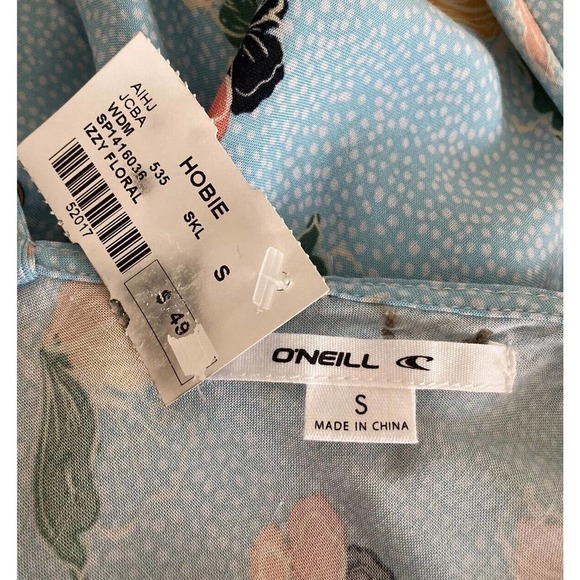 AIHJ
JCBA
WDM 535
SP1416036
IZZY FLORAL
52017
HOBIE
SKL
S
$ 49
O'NEILL
S
MADE IN CHINA